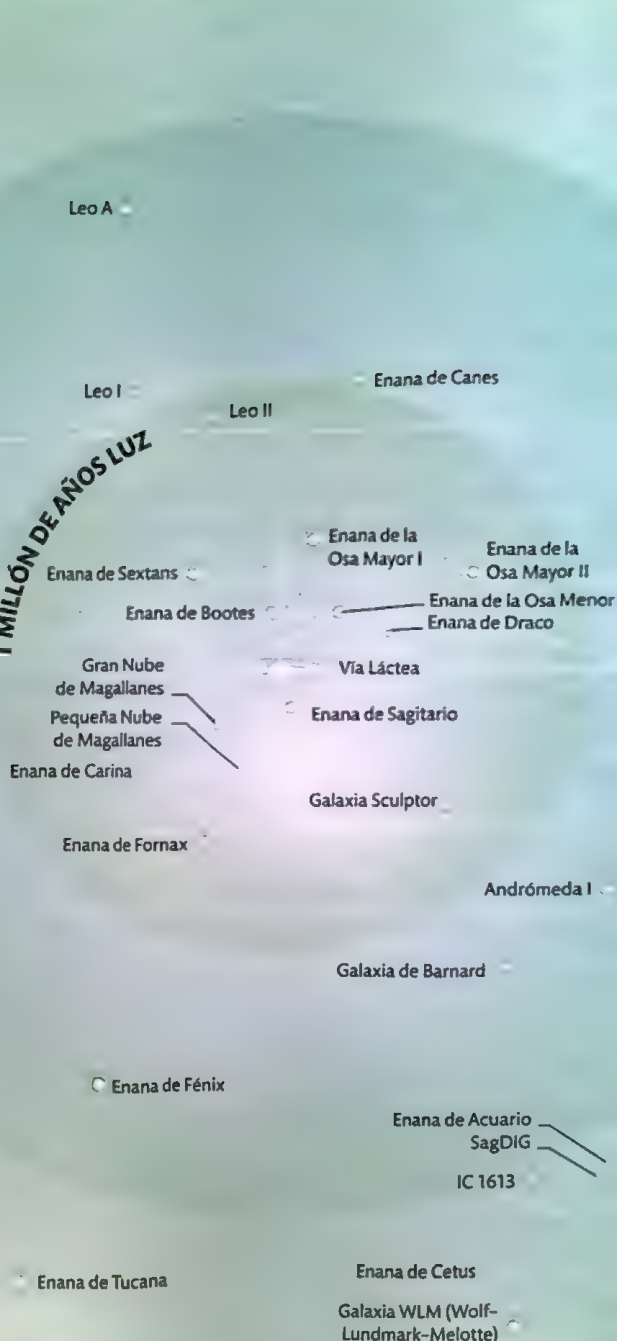 Leo A
Leo I
Enana de Canes
Leo II
1 MILLÓN DE AÑOS LUZ
Enana de la
Osa Mayor I
Enana de la
Osa Mayor II
Enana de Sextans
Enana de la Osa Menor
Enana de Bootes
Enana de Draco
Gran Nube
de Magallanes
Vía Láctea
Pequeña Nube
de Magallanes
Enana de Sagitario
Enana de Carina
Galaxia Sculptor
Enana de Fornax
Andrómeda I
Galaxia de Barnard
Enana de Fénix
Enana de Acuario
SagDIG
IC 1613
Enana de Tucana
Enana de Cetus
Galaxia WLM (Wolf-
Lundmark-Melotte)